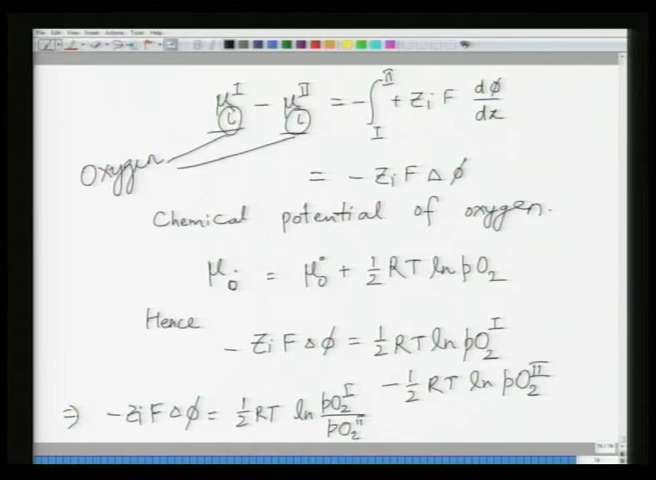 μ_i^I − μ_i^II = −∫_I^II + z_i F dφ/dx
Oxygen
= − z_i F Δφ
Chemical potential of oxygen.
μ_o = μ_o° + 1/2 RT ln pO2
Hence
− z_i F Δφ = 1/2 RT ln pO2^I
− 1/2 RT ln pO2^II
⇒ − z_i F Δφ = 1/2 RT ln pO2^I / pO2^II